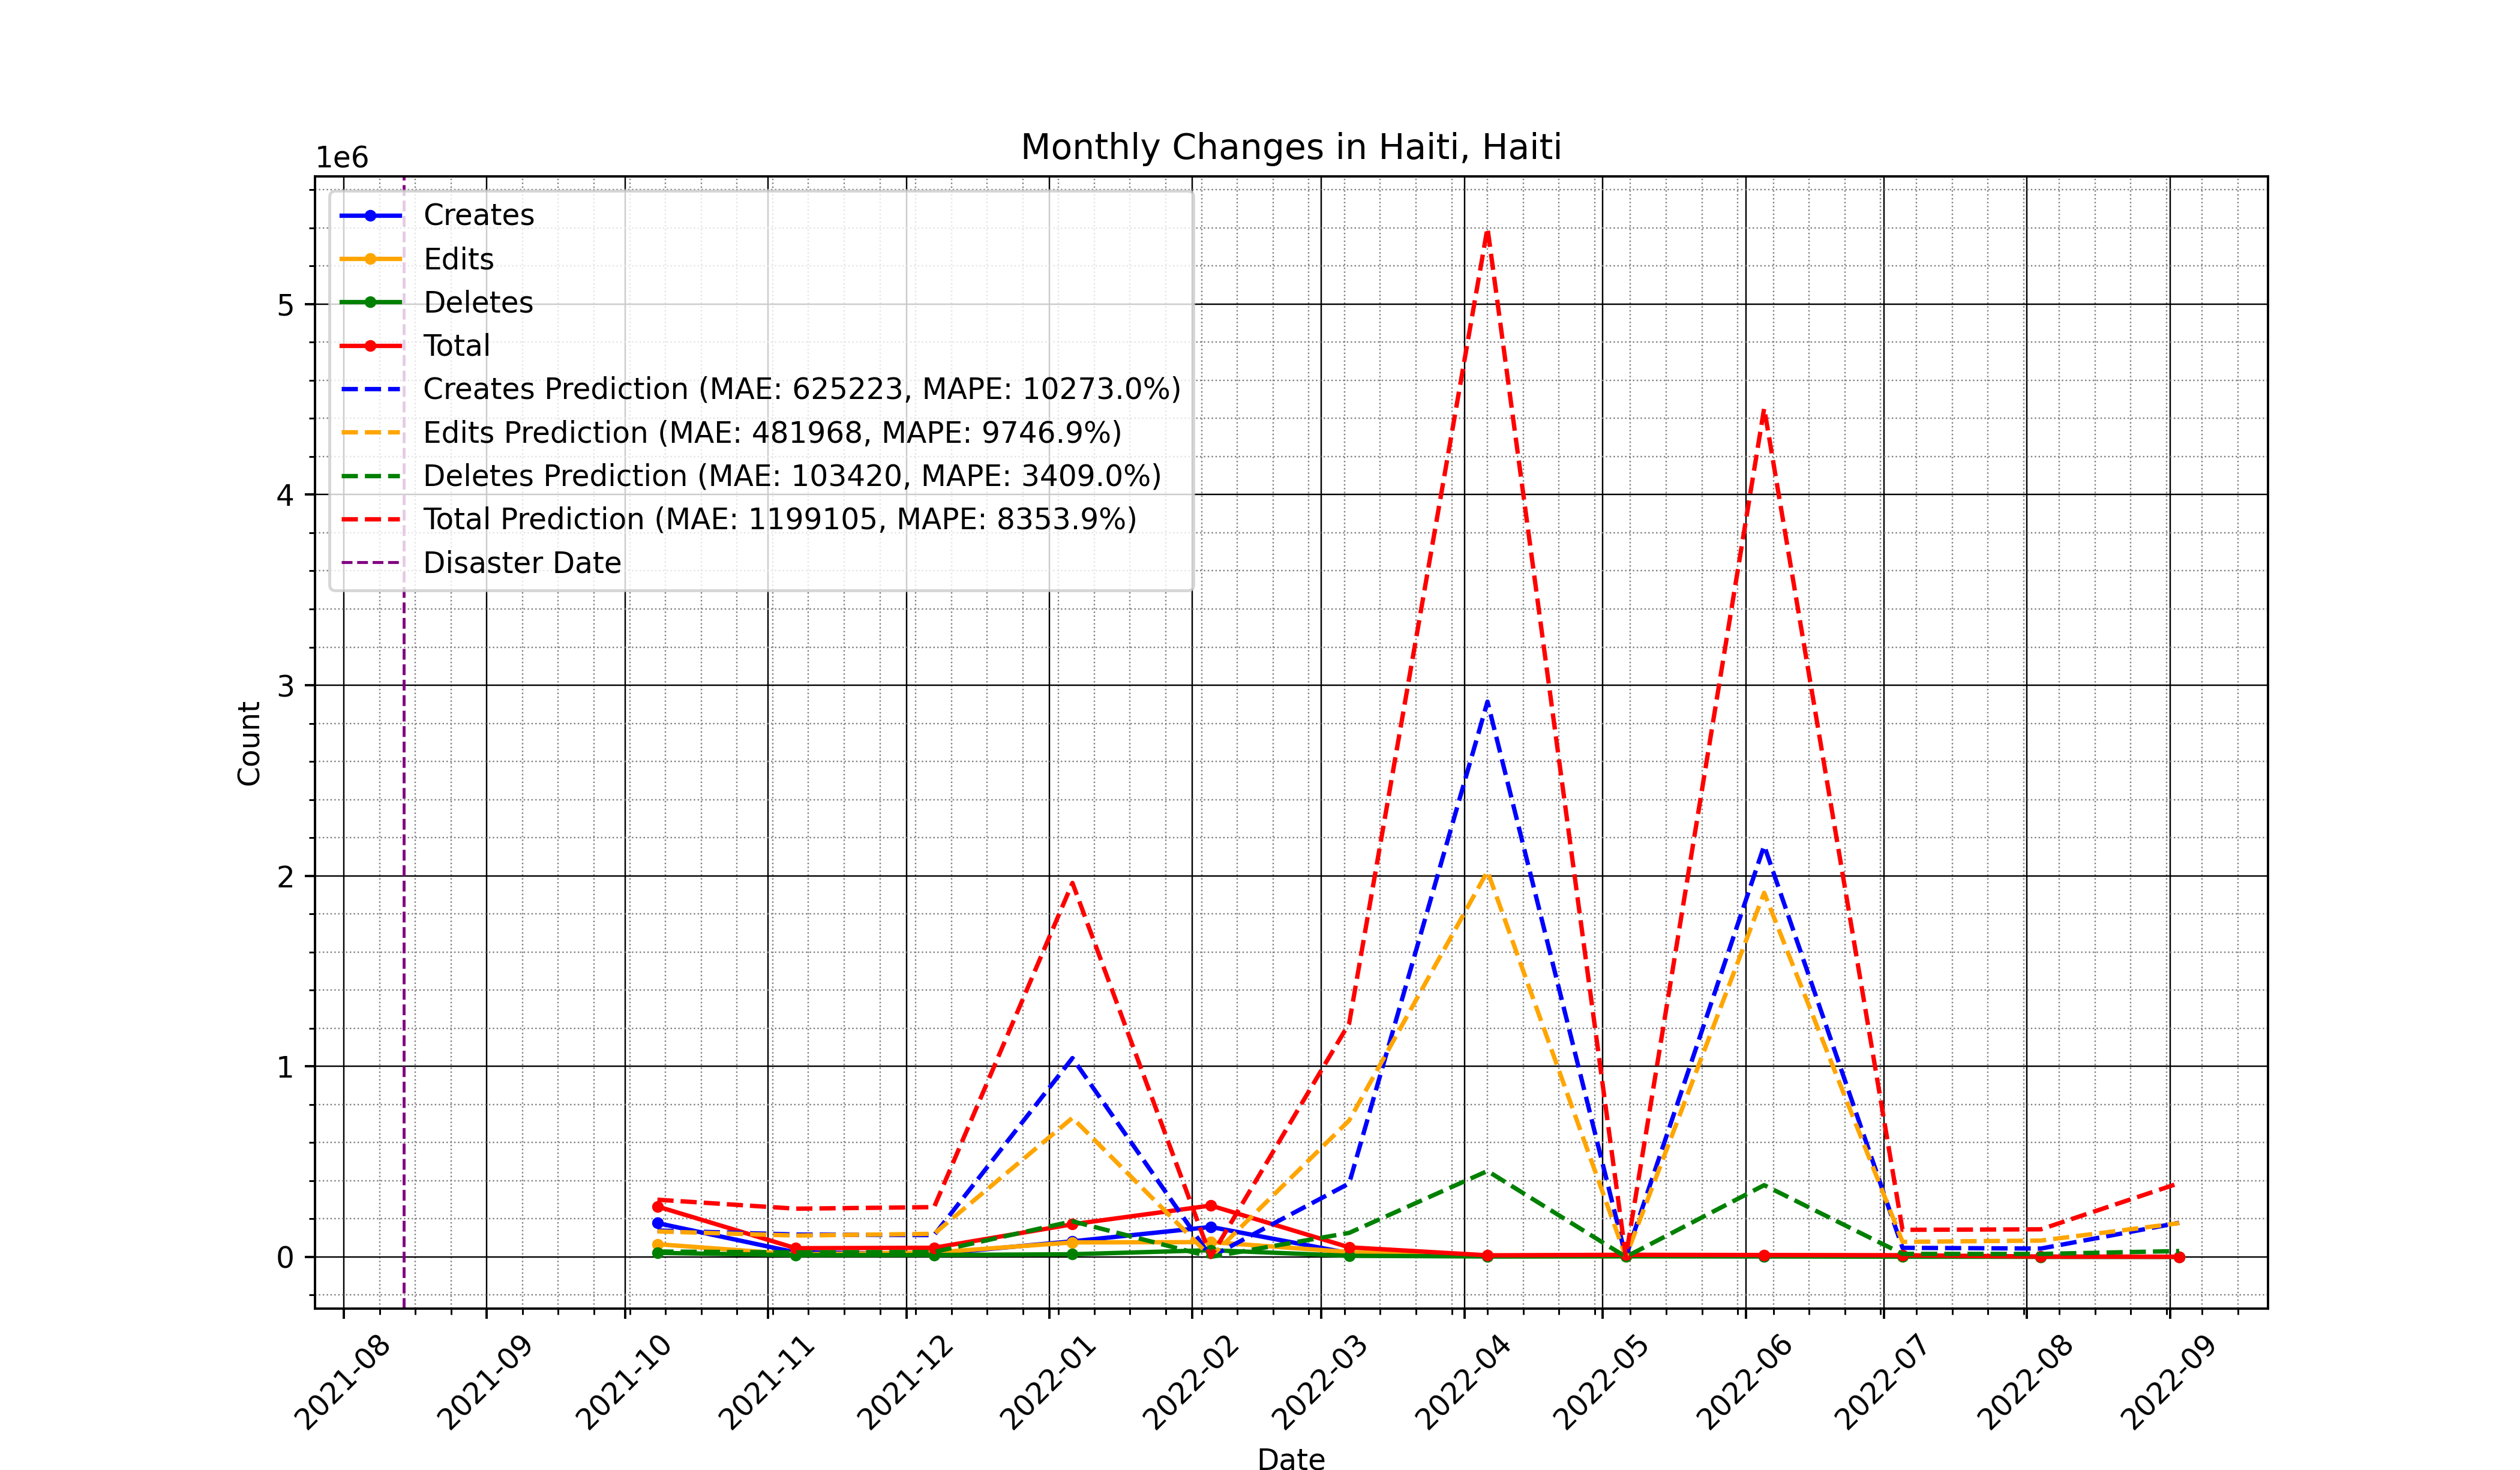 Monthly Changes in Haiti, Haiti
1e6
Creates
Edits
Deletes
Total
Creates Prediction (MAE: 625223, MAPE: 10273.0%)
Edits Prediction (MAE: 481968, MAPE: 9746.9%)
Deletes Prediction (MAE: 103420, MAPE: 3409.0%)
Total Prediction (MAE: 1199105, MAPE: 8353.9%)
Disaster Date
5
4
3
2
1
0
Count
2021-08
2021-09
2021-10
2021-11
2021-12
2022-01
2022-02
2022-03
2022-04
2022-05
2022-06
2022-07
2022-08
2022-09
Date